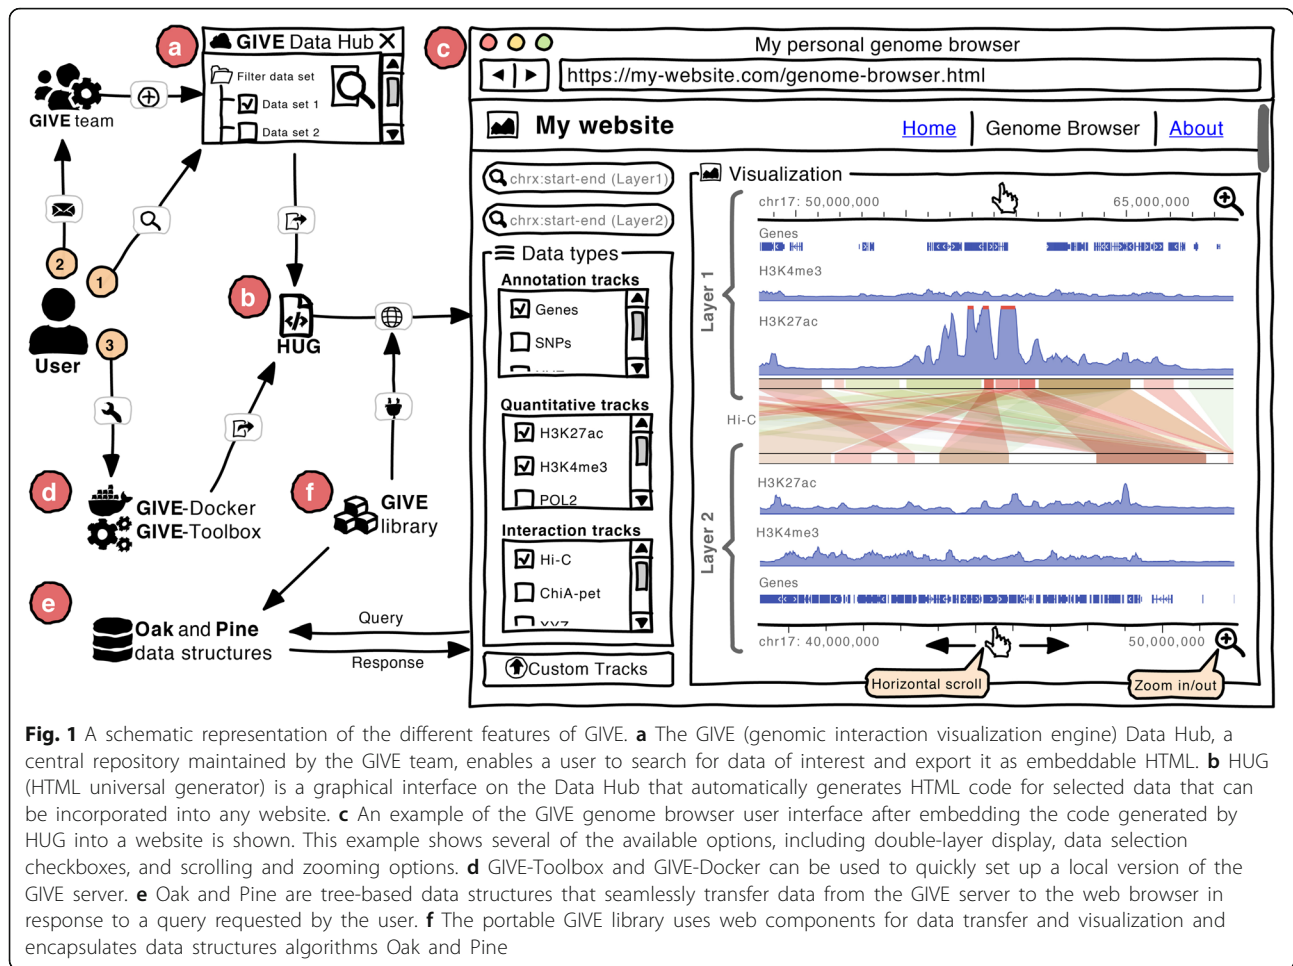 a
GIVE Data Hub
Filter data set
Data set 1
Data set 2
GIVE team
2
1
User
3
b
HUG
d
GIVE-Docker
GIVE-Toolbox
f
GIVE
library
e
Oak and Pine
data structures
Query
Response
c
My personal genome browser
https://my-website.com/genome-browser.html
My website
Home
Genome Browser
About
chrx:start-end (Layer1)
chrx:start-end (Layer2)
Data types
Annotation tracks
Genes
SNPs
Quantitative tracks
H3K27ac
H3K4me3
POL2
Interaction tracks
Hi-C
ChiA-pet
Custom Tracks
Visualization
Layer 1
chr17: 50,000,000
65,000,000
Genes
H3K4me3
H3K27ac
Hi-C
Layer 2
H3K27ac
H3K4me3
Genes
chr17: 40,000,000
50,000,000
Horizontal scroll
Zoom in/out
Fig. 1 A schematic representation of the different features of GIVE. a The GIVE (genomic interaction visualization engine) Data Hub, a
central repository maintained by the GIVE team, enables a user to search for data of interest and export it as embeddable HTML. b HUG
(HTML universal generator) is a graphical interface on the Data Hub that automatically generates HTML code for selected data that can
be incorporated into any website. c An example of the GIVE genome browser user interface after embedding the code generated by
HUG into a website is shown. This example shows several of the available options, including double-layer display, data selection
checkboxes, and scrolling and zooming options. d GIVE-Toolbox and GIVE-Docker can be used to quickly set up a local version of the
GIVE server. e Oak and Pine are tree-based data structures that seamlessly transfer data from the GIVE server to the web browser in
response to a query requested by the user. f The portable GIVE library uses web components for data transfer and visualization and
encapsulates data structures algorithms Oak and Pine